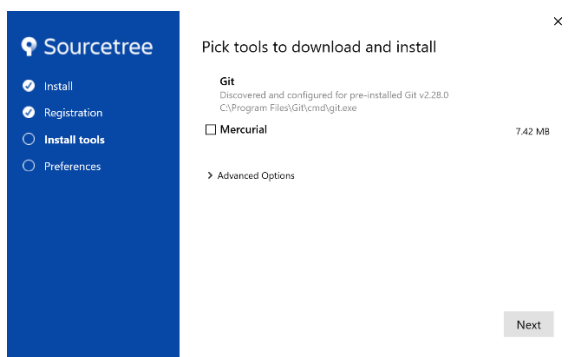 Sourcetree
Install
Registration
Install tools
Preferences
Pick tools to download and install
Git
Discovered and configured for pre-installed Git v2.28.0
C:\Program Files\Git\cmd\git.exe
Mercurial 7.42 MB
Advanced Options
Next